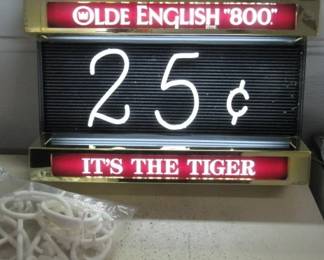 OLDE ENGLISH "800."
25¢
IT'S THE TIGER